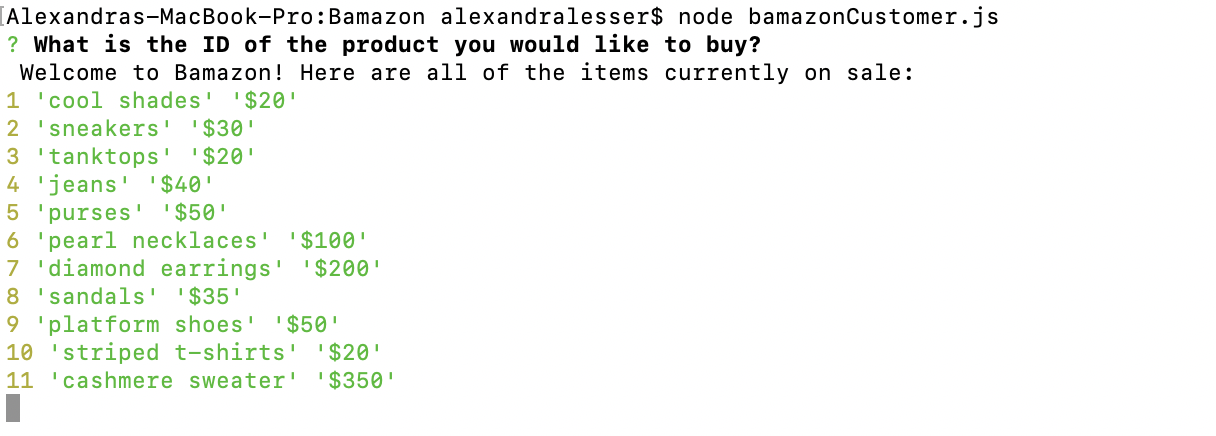 [Alexandras-MacBook-Pro:Bamazon alexandralesser$ node bamazonCustomer.js
? What is the ID of the product you would like to buy?
Welcome to Bamazon! Here are all of the items currently on sale:
1 'cool shades' '$20'
2 'sneakers' '$30'
3 'tanktops' '$20'
4 'jeans' '$40'
5 'purses' '$50'
6 'pearl necklaces' '$100'
7 'diamond earrings' '$200'
8 'sandals' '$35'
9 'platform shoes' '$50'
10 'striped t-shirts' '$20'
11 'cashmere sweater' '$350'